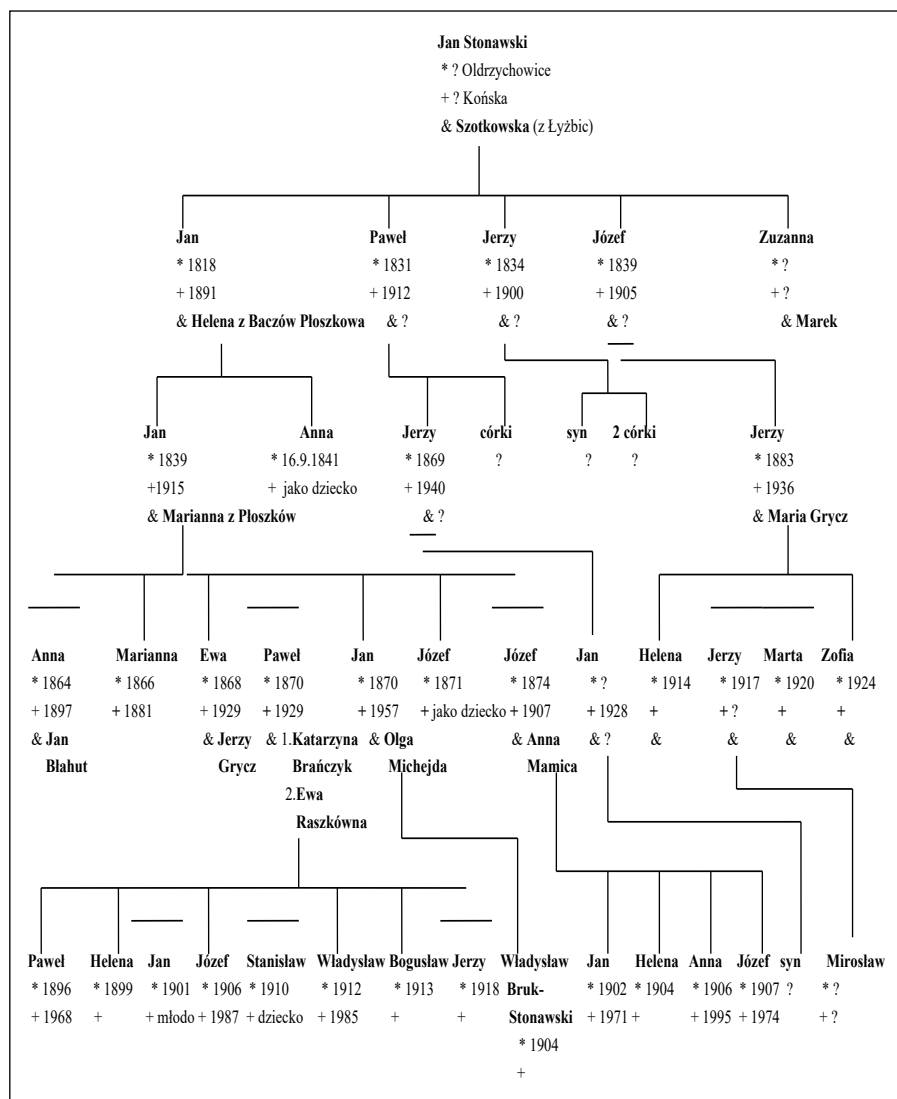 Jan Stonawski
* ? Oldrzychowice
+ ? Końska
& Szotkowska (z Łyżbic)
Jan Paweł Jerzy Józef Zuzanna
* 1818 * 1831 * 1834 * 1839 * ?
+ 1891 + 1912 + 1900 + 1905 + ?
& Helena z Baczów Płoszkowa & ? & ? & ? & Marek
Jan Anna Jerzy córki syn 2 córki Jerzy
* 1839 * 16.9.1841 * 1869 ? ? ? * 1883
+1915 + jako dziecko + 1940 + 1936
& Marianna z Płoszków & ? & Maria Grycz
Anna Marianna Ewa Paweł Jan Józef Józef Jan Helena Jerzy Marta Zofia
* 1864 * 1866 * 1868 * 1870 * 1870 * 1871 * 1874 * ? * 1914 * 1917 * 1920 * 1924
+ 1897 + 1881 + 1929 + 1929 + 1957 + jako dziecko + 1907 + 1928 + + ? + +
& Jan & Jerzy & 1.Katarzyna & Olga & Anna & ? & & & &
Błahut Grycz Brańczyk Michejda Mamica
2.Ewa
Raszkówna
Paweł Helena Jan Józef Stanisław Władysław Bogusław Jerzy Władysław Jan Helena Anna Józef syn Mirosław
* 1896 * 1899 * 1901 * 1906 * 1910 * 1912 * 1913 * 1918 Bruk- * 1902 * 1904 * 1906 * 1907 ? * ?
+ 1968 + + młodo + 1987 + dziecko + 1985 + + Stonawski + 1971 + + 1995 + 1974 + ?
* 1904
+